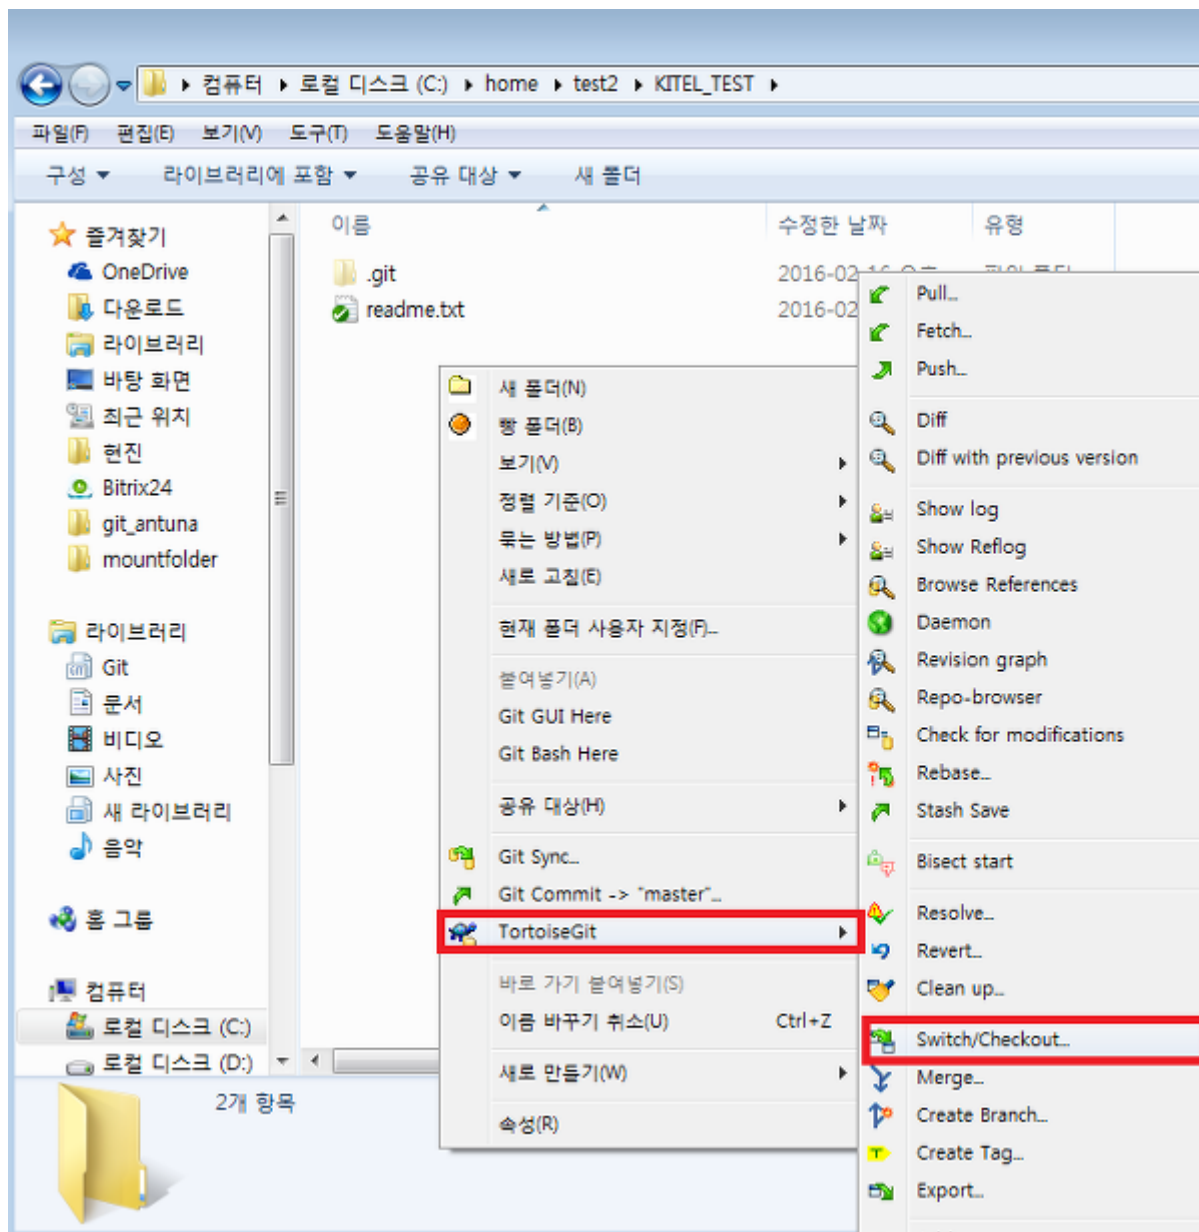 컴퓨터 ▸ 로컬 디스크 (C:) ▸ home ▸ test2 ▸ KITEL_TEST ▸
파일(F) 편집(E) 보기(V) 도구(T) 도움말(H)
구성 라이브러리에 포함 공유 대상 새 폴더
이름 수정한 날짜 유형
즐겨찾기
OneDrive
다운로드
라이브러리
바탕 화면
최근 위치
현진
Bitrix24
git_antuna
mountfolder
라이브러리
Git
문서
비디오
사진
새 라이브러리
음악
홈 그룹
컴퓨터
로컬 디스크 (C:)
로컬 디스크 (D:)
2개 항목
.git 2016-02-16 오후 파일 폴더
readme.txt 2016-02
새 폴더(N)
빵 폴더(B)
보기(V)
정렬 기준(O)
묶는 방법(P)
새로 고침(E)
현재 폴더 사용자 지정(F)...
붙여넣기(A)
Git GUI Here
Git Bash Here
공유 대상(H)
Git Sync...
Git Commit -> "master"...
TortoiseGit
바로 가기 붙여넣기(S)
이름 바꾸기 취소(U) Ctrl+Z
새로 만들기(W)
속성(R)
Pull...
Fetch...
Push...
Diff
Diff with previous version
Show log
Show Reflog
Browse References
Daemon
Revision graph
Repo-browser
Check for modifications
Rebase...
Stash Save
Bisect start
Resolve...
Revert...
Clean up...
Switch/Checkout...
Merge...
Create Branch...
Create Tag...
Export...